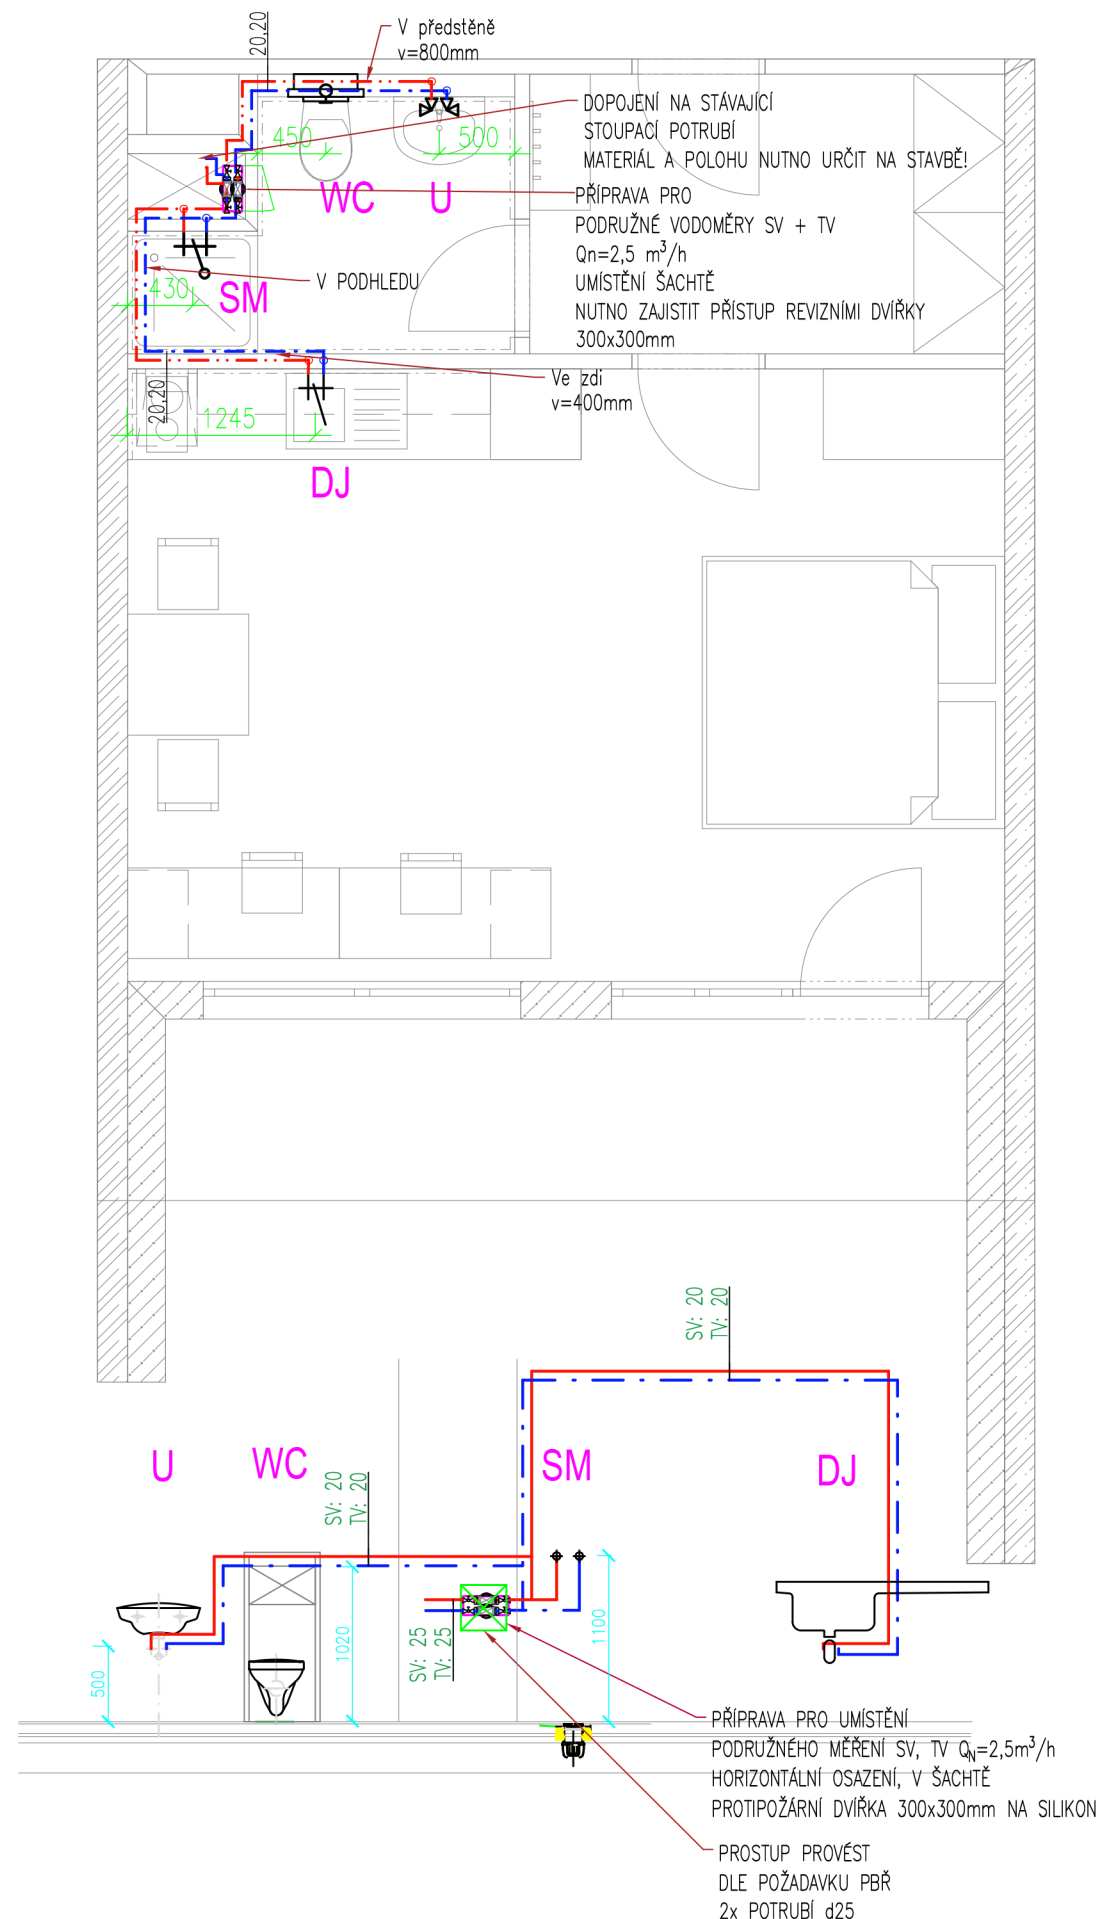 20,20
V předstěně
v=800mm
DOPOJENÍ NA STÁVAJÍCÍ
STOUPACÍ POTRUBÍ
MATERIÁL A POLOHU NUTNO URČIT NA STAVBĚ!
450
500
WC
U
PŘÍPRAVA PRO
PODRUŽNÉ VODOMĚRY SV + TV
Qn=2,5 m³/h
UMÍSTĚNÍ ŠACHTĚ
NUTNO ZAJISTIT PŘÍSTUP REVIZNÍMI DVÍŘKY
300x300mm
V PODHLEDU
430
SM
Ve zdi
v=400mm
20,20
1245
DJ
SV: 20
TV: 20
U
WC
SM
DJ
SV: 20
TV: 20
500
1020
SV: 25
TV: 25
1100
PŘÍPRAVA PRO UMÍSTĚNÍ
PODRUŽNÉHO MĚŘENÍ SV, TV QN=2,5m³/h
HORIZONTÁLNÍ OSAZENÍ, V ŠACHTĚ
PROTIPOŽÁRNÍ DVÍŘKA 300x300mm NA SILIKON
PROSTUP PROVÉST
DLE POŽADAVKU PBŘ
2x POTRUBÍ d25